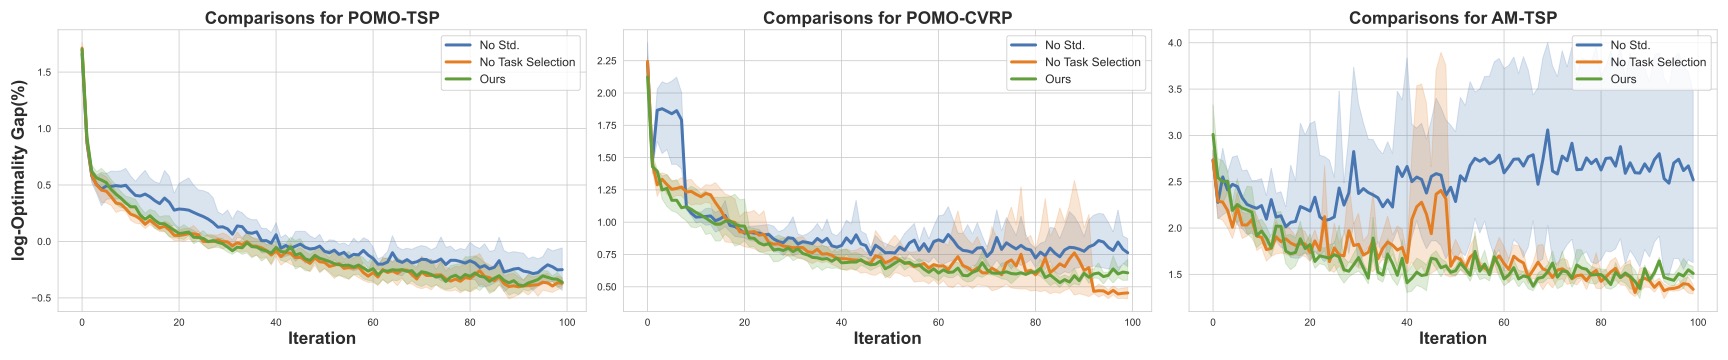 Comparisons for POMO-TSP
log-Optimality Gap(%)
1.5
1.0
0.5
0.0
−0.5
No Std.
No Task Selection
Ours
0 20 40 60 80 100
Iteration
Comparisons for POMO-CVRP
2.25
2.00
1.75
1.50
1.25
1.00
0.75
0.50
No Std.
No Task Selection
Ours
0 20 40 60 80 100
Iteration
Comparisons for AM-TSP
4.0
3.5
3.0
2.5
2.0
1.5
No Std.
No Task Selection
Ours
0 20 40 60 80 100
Iteration